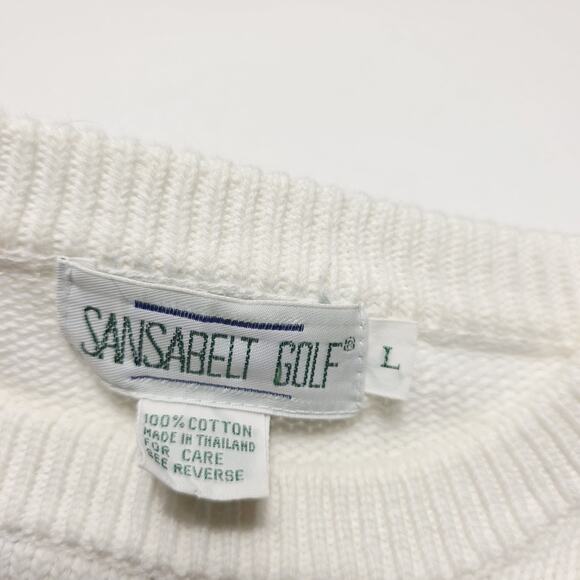 SANSABELT GOLF®
L
100% COTTON
MADE IN THAILAND
FOR CARE
SEE REVERSE